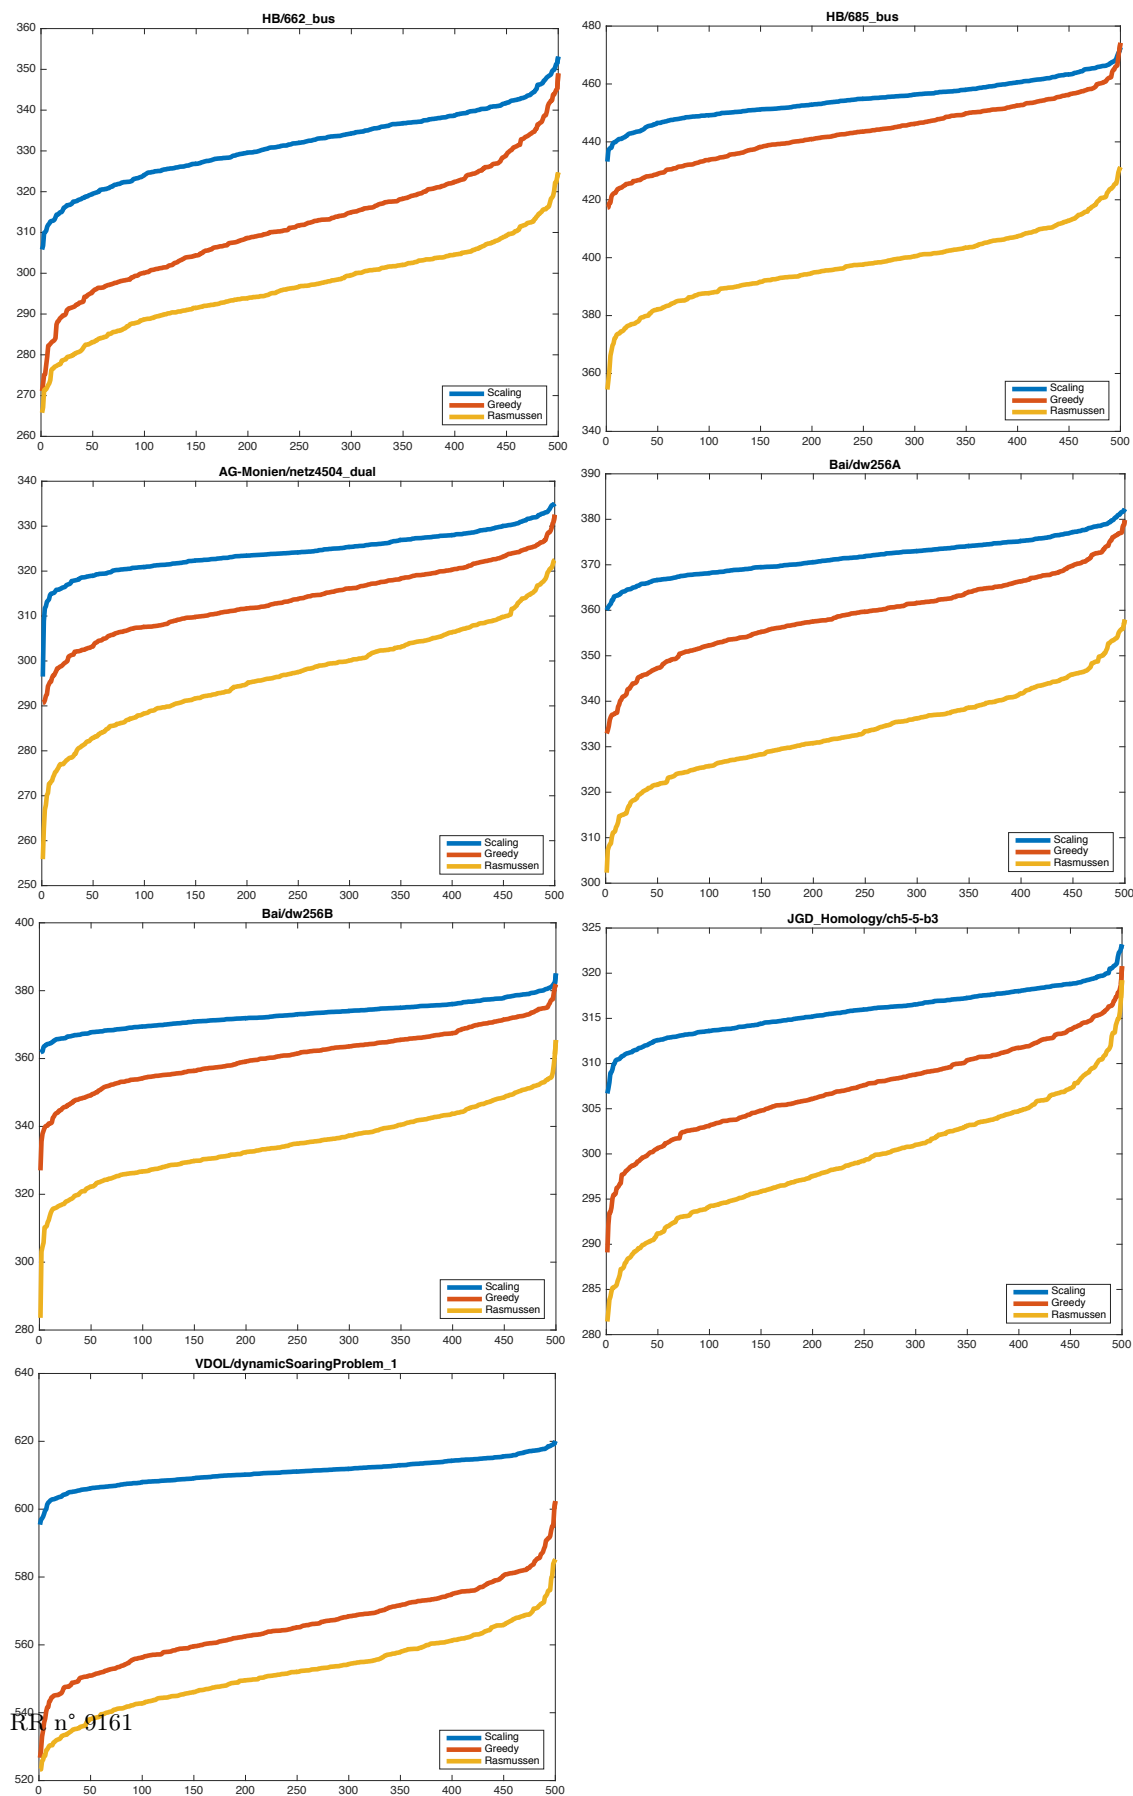 HB/662_bus
360
350
340
330
320
310
300
290
280
270
260
0 50 100 150 200 250 300 350 400 450 500
Scaling
Greedy
Rasmussen
HB/685_bus
480
460
440
420
400
380
360
340
0 50 100 150 200 250 300 350 400 450 500
Scaling
Greedy
Rasmussen
AG-Monien/netz4504_dual
340
330
320
310
300
290
280
270
260
250
0 50 100 150 200 250 300 350 400 450 500
Scaling
Greedy
Rasmussen
Bai/dw256A
390
380
370
360
350
340
330
320
310
300
0 50 100 150 200 250 300 350 400 450 500
Scaling
Greedy
Rasmussen
Bai/dw256B
400
380
360
340
320
300
280
0 50 100 150 200 250 300 350 400 450 500
Scaling
Greedy
Rasmussen
JGD_Homology/ch5-5-b3
325
320
315
310
305
300
295
290
285
280
0 50 100 150 200 250 300 350 400 450 500
Scaling
Greedy
Rasmussen
VDOL/dynamicSoaringProblem_1
640
620
600
580
560
540
520
0 50 100 150 200 250 300 350 400 450 500
Scaling
Greedy
Rasmussen
RR n° 9161